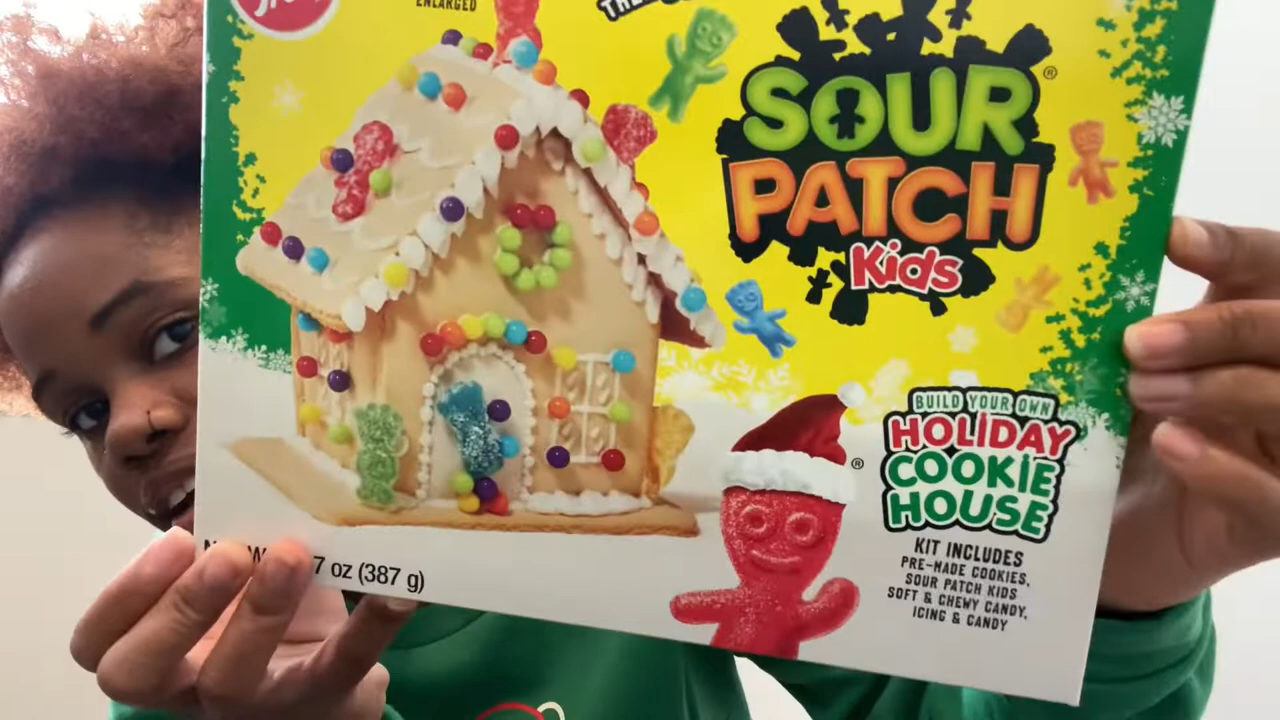 ENLARGED
SOUR
PATCH
Kids
BUILD YOUR OWN
HOLIDAY
COOKIE
HOUSE
KIT INCLUDES
PRE-MADE COOKIES,
SOUR PATCH KIDS
SOFT & CHEWY CANDY,
ICING & CANDY
7 oz (387 g)